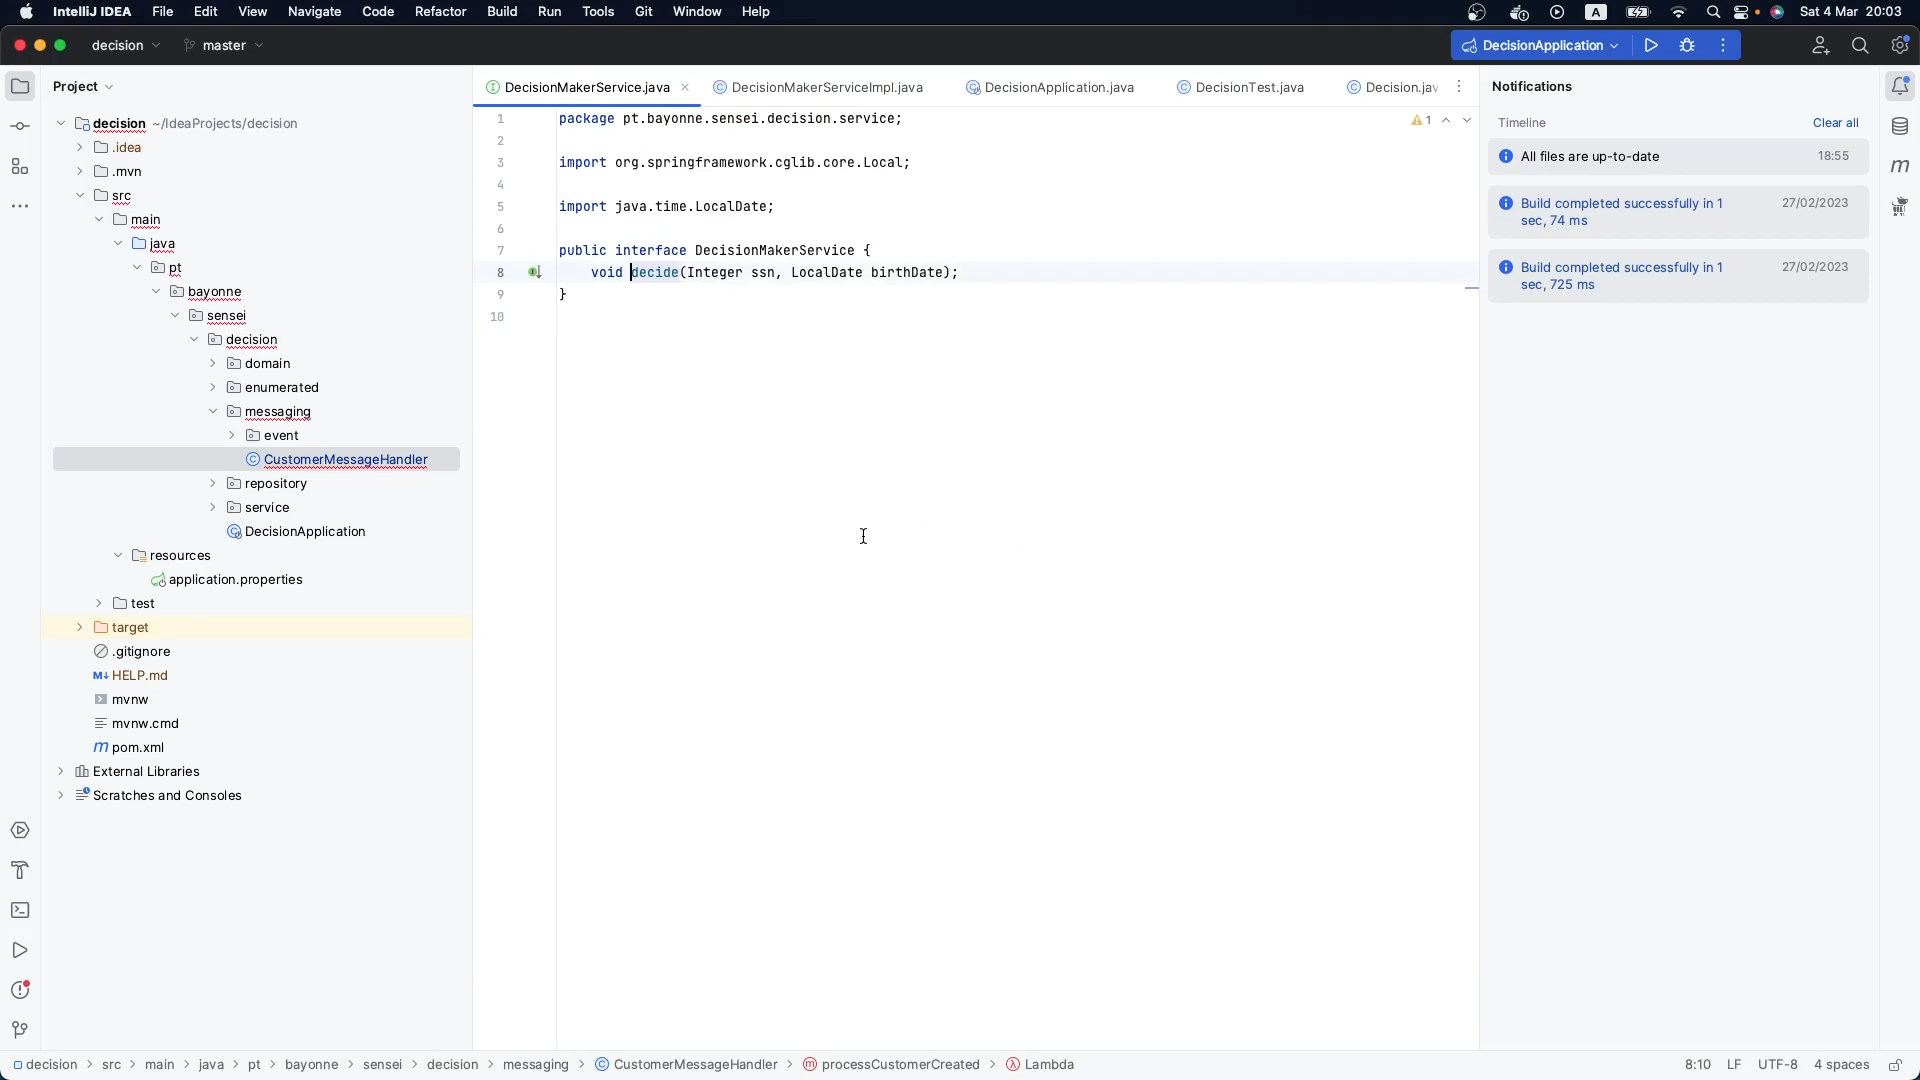 IntelliJ IDEA File Edit View Navigate Code Refactor Build Run Tools Git Window Help A Sat 4 Mar 20:03
decision master DecisionApplication
Project
decision ~/IdeaProjects/decision
.idea
.mvn
src
main
java
pt
bayonne
sensei
decision
domain
enumerated
messaging
event
CustomerMessageHandler
repository
service
DecisionApplication
resources
application.properties
test
target
.gitignore
M↓ HELP.md
mvnw
mvnw.cmd
m pom.xml
External Libraries
Scratches and Consoles
DecisionMakerService.java DecisionMakerServiceImpl.java DecisionApplication.java DecisionTest.java Decision.jav
1 package pt.bayonne.sensei.decision.service;
1
2
3 import org.springframework.cglib.core.Local;
4
5 import java.time.LocalDate;
6
7 public interface DecisionMakerService {
8 void decide(Integer ssn, LocalDate birthDate);
9 }
10
Notifications
Timeline Clear all
All files are up-to-date 18:55
Build completed successfully in 1 27/02/2023
sec, 74 ms
Build completed successfully in 1 27/02/2023
sec, 725 ms
m
decision > src > main > java > pt > bayonne > sensei > decision > messaging > CustomerMessageHandler > processCustomerCreated > Lambda 8:10 LF UTF-8 4 spaces